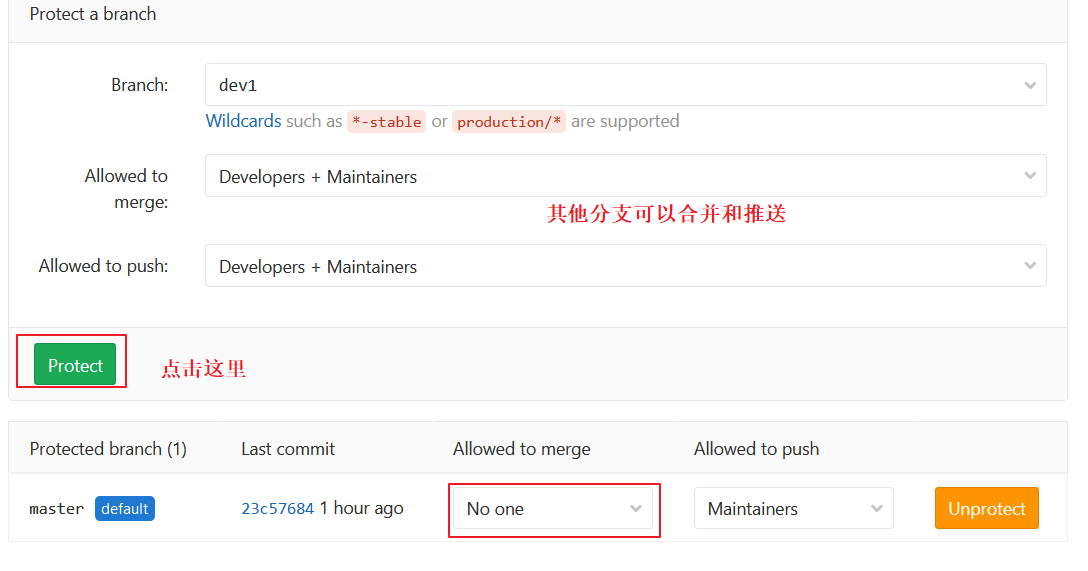 Protect a branch
Branch:
dev1
Wildcards such as *-stable or production/* are supported
Allowed to
merge:
Developers + Maintainers
其他分支可以合并和推送
Allowed to push:
Developers + Maintainers
Protect
点击这里
Protected branch (1) Last commit Allowed to merge Allowed to push
master default 23c57684 1 hour ago No one Maintainers Unprotect